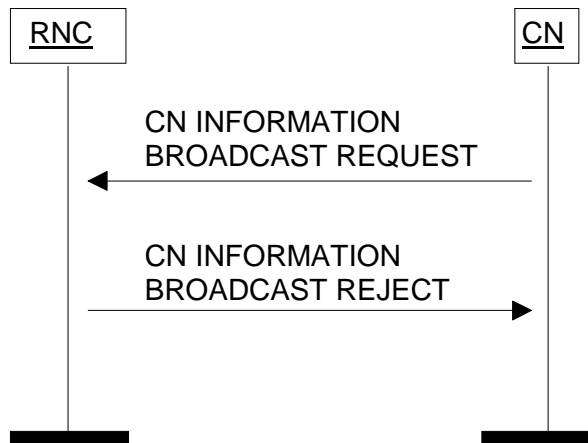 RNC
CN
CN INFORMATION
BROADCAST REQUEST
CN INFORMATION
BROADCAST REJECT